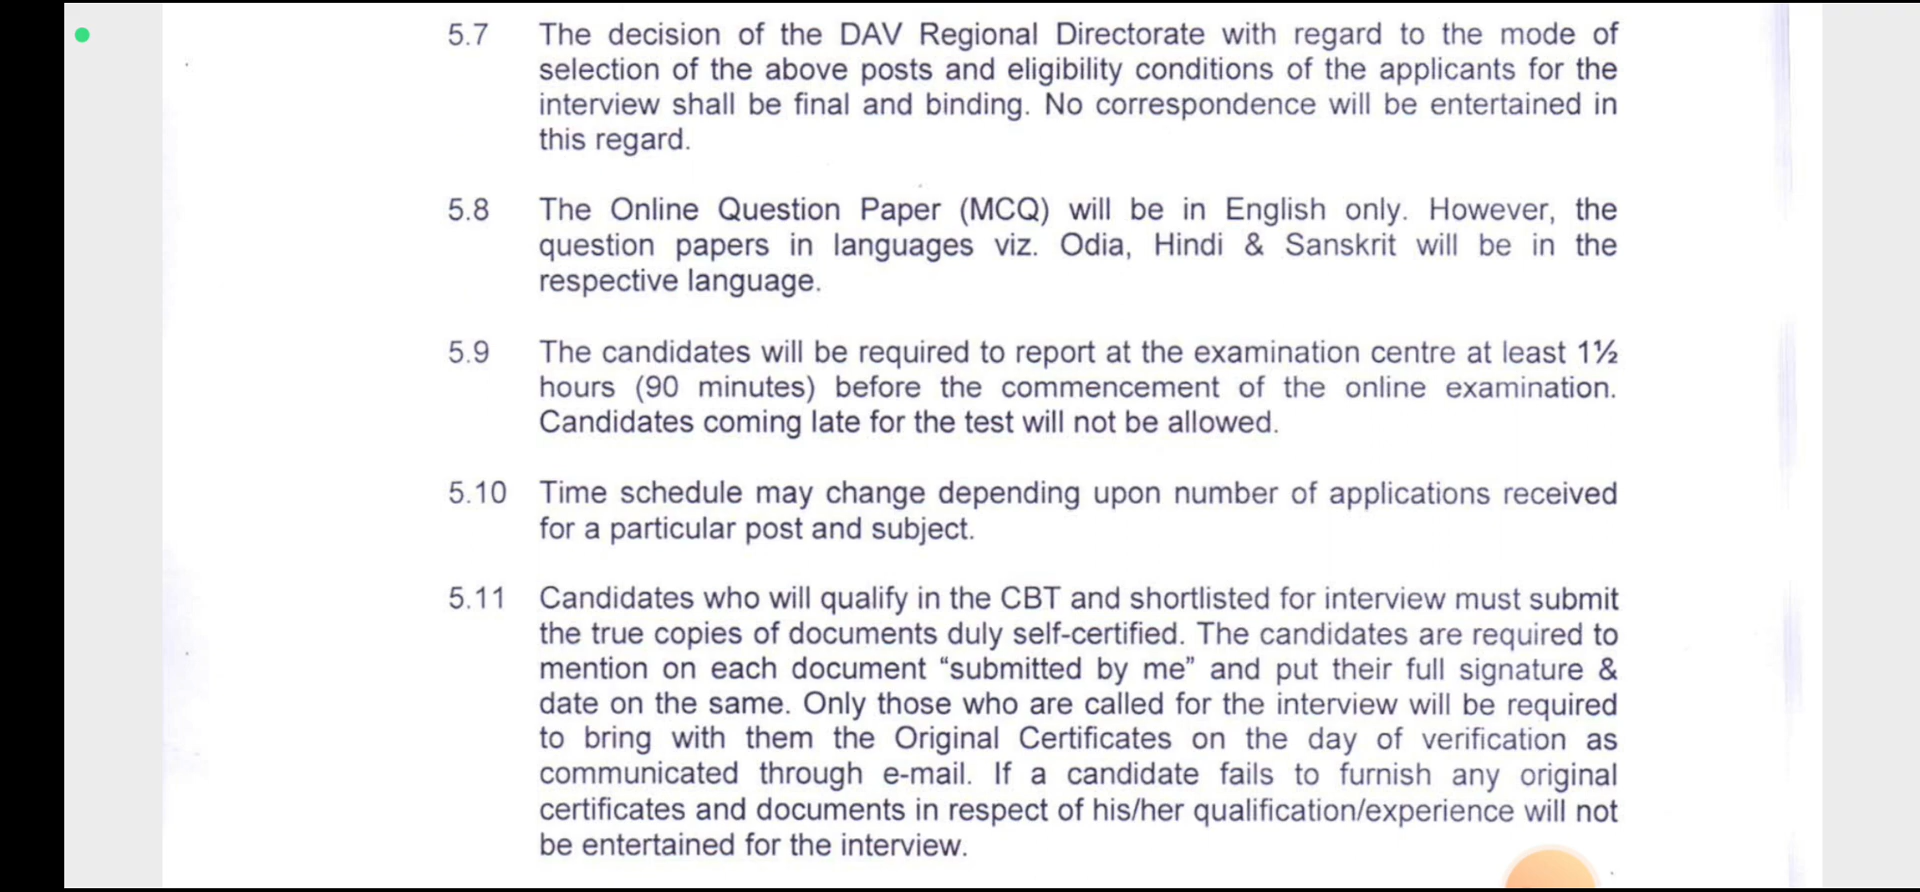 5.7 The decision of the DAV Regional Directorate with regard to the mode of
selection of the above posts and eligibility conditions of the applicants for the
interview shall be final and binding. No correspondence will be entertained in
this regard.
5.8 The Online Question Paper (MCQ) will be in English only. However, the
question papers in languages viz. Odia, Hindi & Sanskrit will be in the
respective language.
5.9 The candidates will be required to report at the examination centre at least 1½
hours (90 minutes) before the commencement of the online examination.
Candidates coming late for the test will not be allowed.
5.10 Time schedule may change depending upon number of applications received
for a particular post and subject.
5.11 Candidates who will qualify in the CBT and shortlisted for interview must submit
the true copies of documents duly self-certified. The candidates are required to
mention on each document “submitted by me” and put their full signature &
date on the same. Only those who are called for the interview will be required
to bring with them the Original Certificates on the day of verification as
communicated through e-mail. If a candidate fails to furnish any original
certificates and documents in respect of his/her qualification/experience will not
be entertained for the interview.